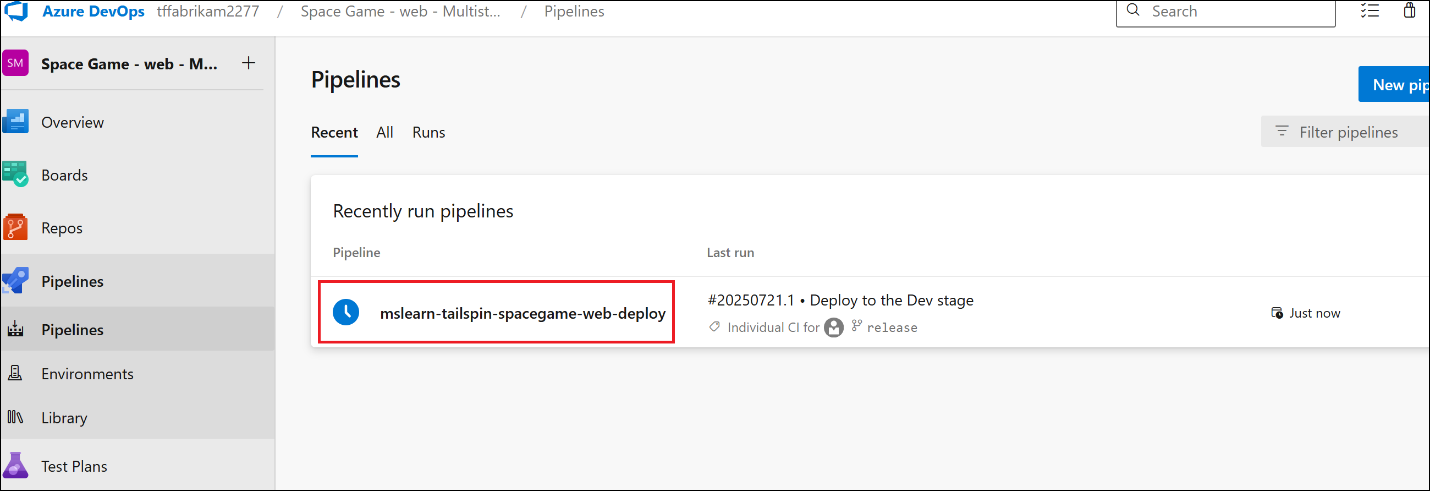 Azure DevOps tffabrikam2277 / Space Game - web - Multist... / Pipelines Search
SM Space Game - web - M... +
Overview
Boards
Repos
Pipelines
Pipelines
Environments
Library
Test Plans
Pipelines
New pip
Recent All Runs
Filter pipelines
Recently run pipelines
Pipeline Last run
mslearn-tailspin-spacegame-web-deploy
#20250721.1 • Deploy to the Dev stage
Individual CI for release
Just now